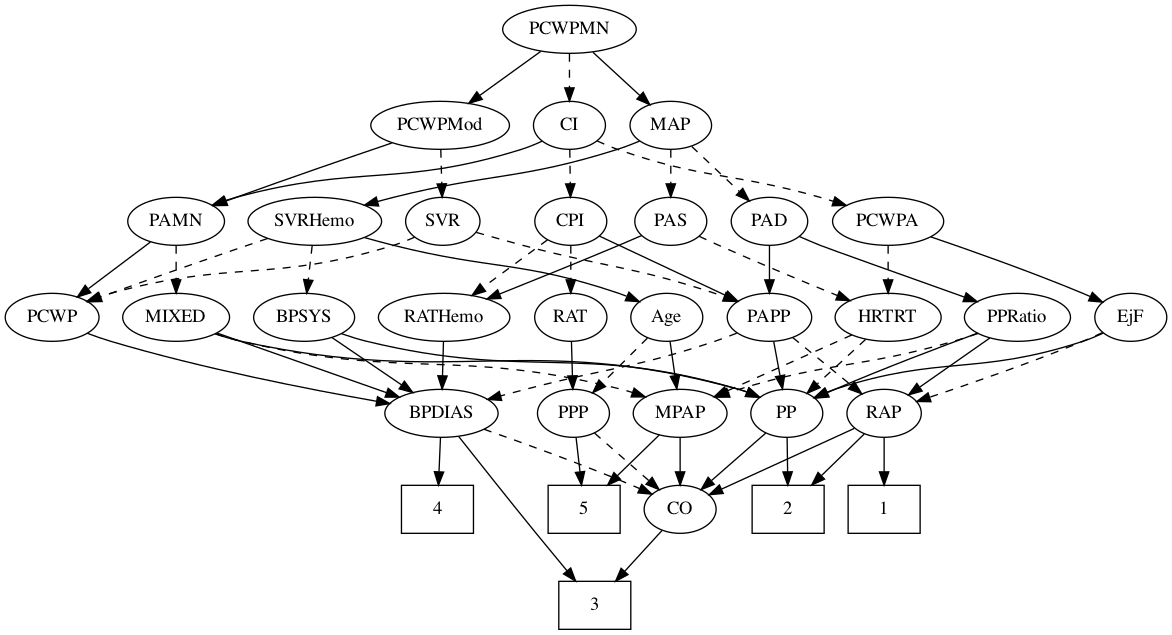 PCWPMN
PCWPMod CI MAP
PAMN SVRHemo SVR CPI PAS PAD PCWPA
PCWP MIXED BPSYS RATHemo RAT Age PAPP HRTRT PPRatio EjF
BPDIAS PPP MPAP PP RAP
4 5 CO 2 1
3